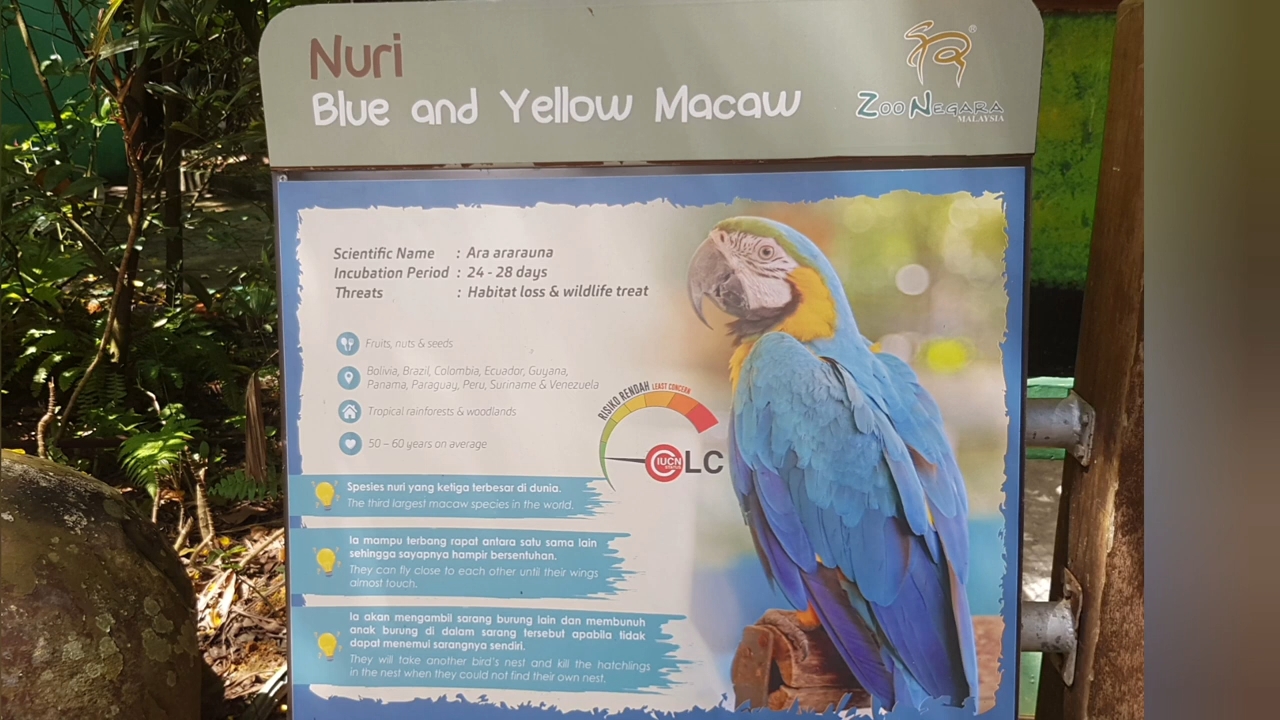 Nuri
Blue and Yellow Macaw
ZOO NEGARA
MALAYSIA
Scientific Name : Ara ararauna
Incubation Period : 24 - 28 days
Threats : Habitat loss & wildlife treat
Fruits, nuts & seeds
Bolivia, Brazil, Colombia, Ecuador, Guyana,
Panama, Paraguay, Peru, Suriname & Venezuela
Tropical rainforests & woodlands
50 – 60 years on average
RISIKO RENDAH LEAST CONCERN
IUCN
LC
Spesies nuri yang ketiga terbesar di dunia.
The third largest macaw species in the world.
Ia mampu terbang rapat antara satu sama lain
sehingga sayapnya hampir bersentuhan.
They can fly close to each other until their wings
almost touch.
Ia akan mengambil sarang burung lain dan membunuh
anak burung di dalam sarang tersebut apabila tidak
dapat menemui sarangnya sendiri.
They will take another bird's nest and kill the hatchlings
in the nest when they could not find their own nest.